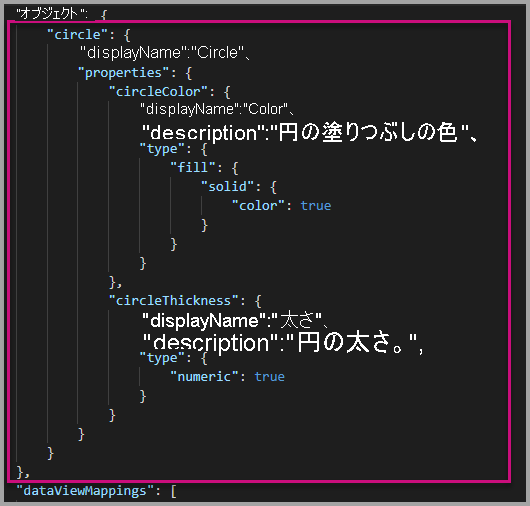 "オブジェクト": {
"circle": {
"displayName":"Circle、
"properties": {
"circleColor": {
"displayName":"Color、
"description":"円の塗りつぶしの色"、
"type": {
"fill": {
"solid": {
"color": true
}
}
}
},
"circleThickness": {
"displayName":"太さ、
"description":"円の太さ。",
"type": {
"numeric": true
}
}
}
}
},
"dataViewMappings": [